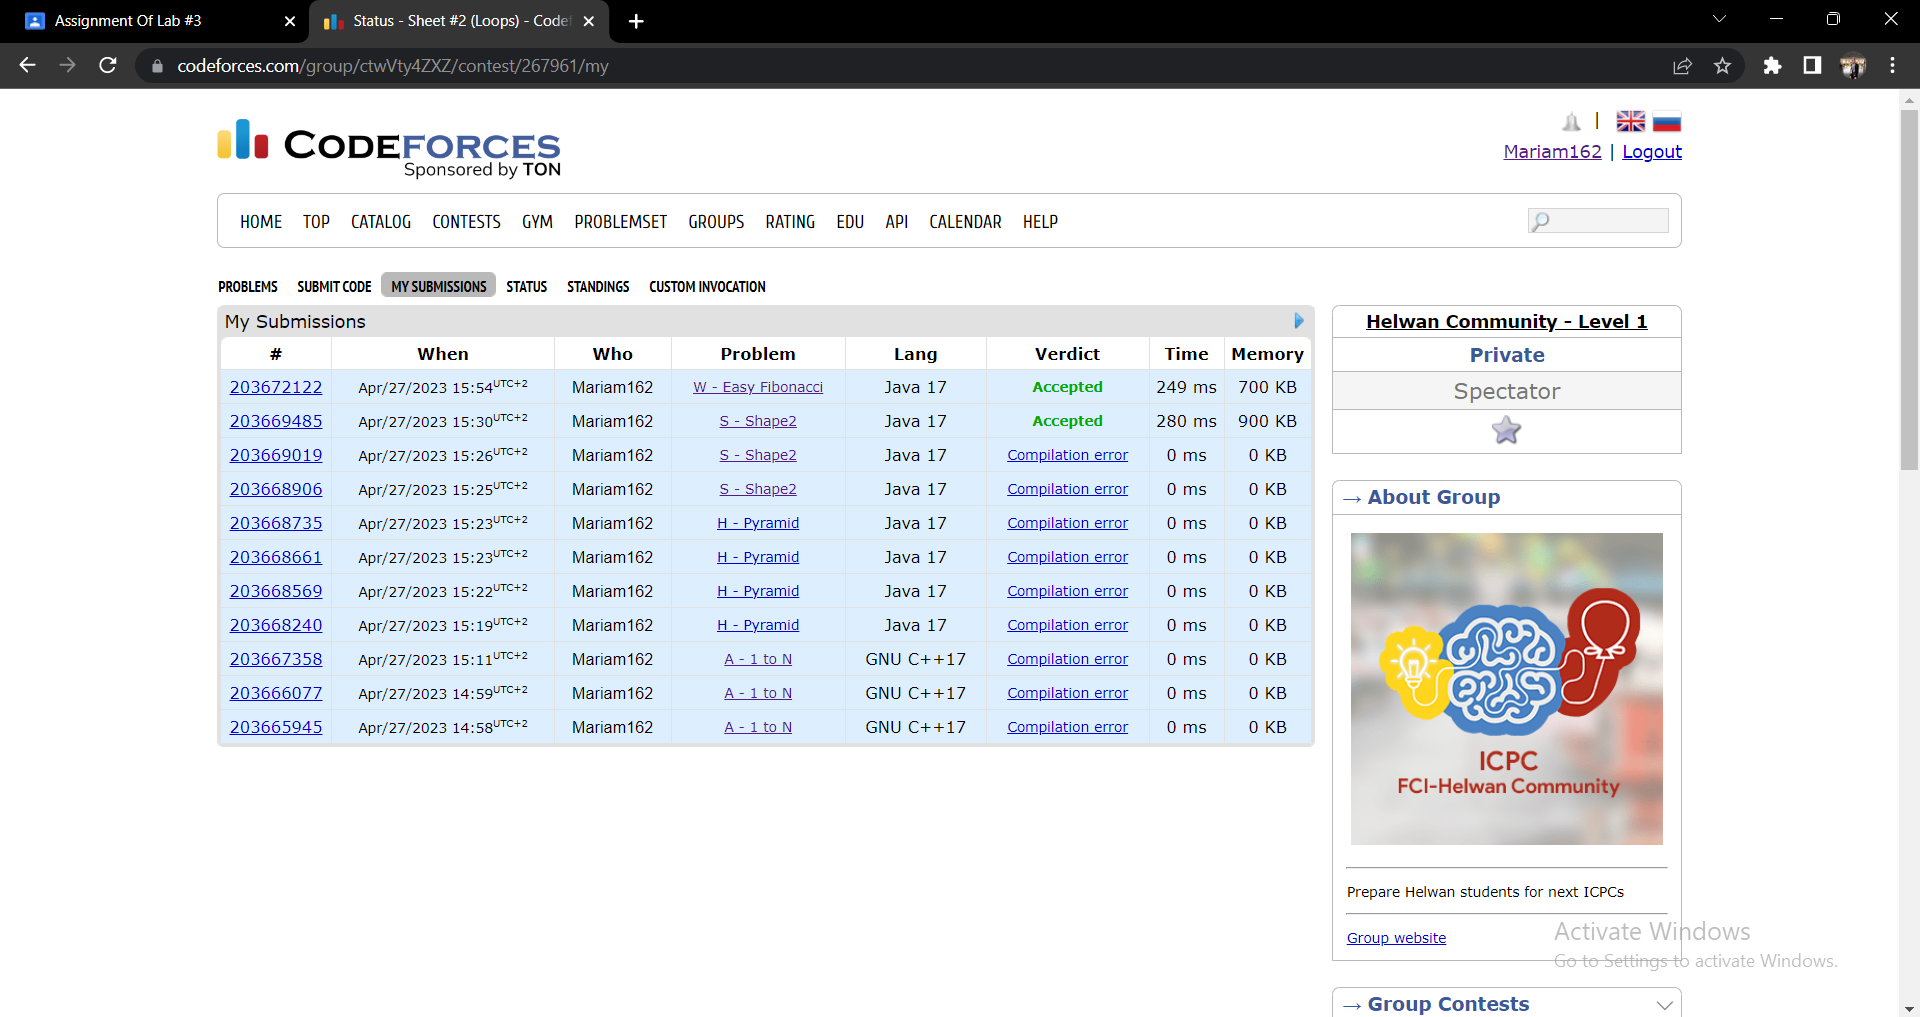 Assignment Of Lab #3
Status - Sheet #2 (Loops) - Codef
codeforces.com/group/ctwVty4ZXZ/contest/267961/my
CODEFORCES
Sponsored by TON
Mariam162 | Logout
HOME TOP CATALOG CONTESTS GYM PROBLEMSET GROUPS RATING EDU API CALENDAR HELP
PROBLEMS SUBMIT CODE MY SUBMISSIONS STATUS STANDINGS CUSTOM INVOCATION
My Submissions
# When Who Problem Lang Verdict Time Memory
203672122 Apr/27/2023 15:54 UTC+2 Mariam162 W - Easy Fibonacci Java 17 Accepted 249 ms 700 KB
203669485 Apr/27/2023 15:30 UTC+2 Mariam162 S - Shape2 Java 17 Accepted 280 ms 900 KB
203669019 Apr/27/2023 15:26 UTC+2 Mariam162 S - Shape2 Java 17 Compilation error 0 ms 0 KB
203668906 Apr/27/2023 15:25 UTC+2 Mariam162 S - Shape2 Java 17 Compilation error 0 ms 0 KB
203668735 Apr/27/2023 15:23 UTC+2 Mariam162 H - Pyramid Java 17 Compilation error 0 ms 0 KB
203668661 Apr/27/2023 15:23 UTC+2 Mariam162 H - Pyramid Java 17 Compilation error 0 ms 0 KB
203668569 Apr/27/2023 15:22 UTC+2 Mariam162 H - Pyramid Java 17 Compilation error 0 ms 0 KB
203668240 Apr/27/2023 15:19 UTC+2 Mariam162 H - Pyramid Java 17 Compilation error 0 ms 0 KB
203667358 Apr/27/2023 15:11 UTC+2 Mariam162 A - 1 to N GNU C++17 Compilation error 0 ms 0 KB
203666077 Apr/27/2023 14:59 UTC+2 Mariam162 A - 1 to N GNU C++17 Compilation error 0 ms 0 KB
203665945 Apr/27/2023 14:58 UTC+2 Mariam162 A - 1 to N GNU C++17 Compilation error 0 ms 0 KB
Helwan Community - Level 1
Private
Spectator
→ About Group
ICPC
FCI-Helwan Community
Prepare Helwan students for next ICPCs
Group website
Activate Windows
Go to Settings to activate Windows.
→ Group Contests